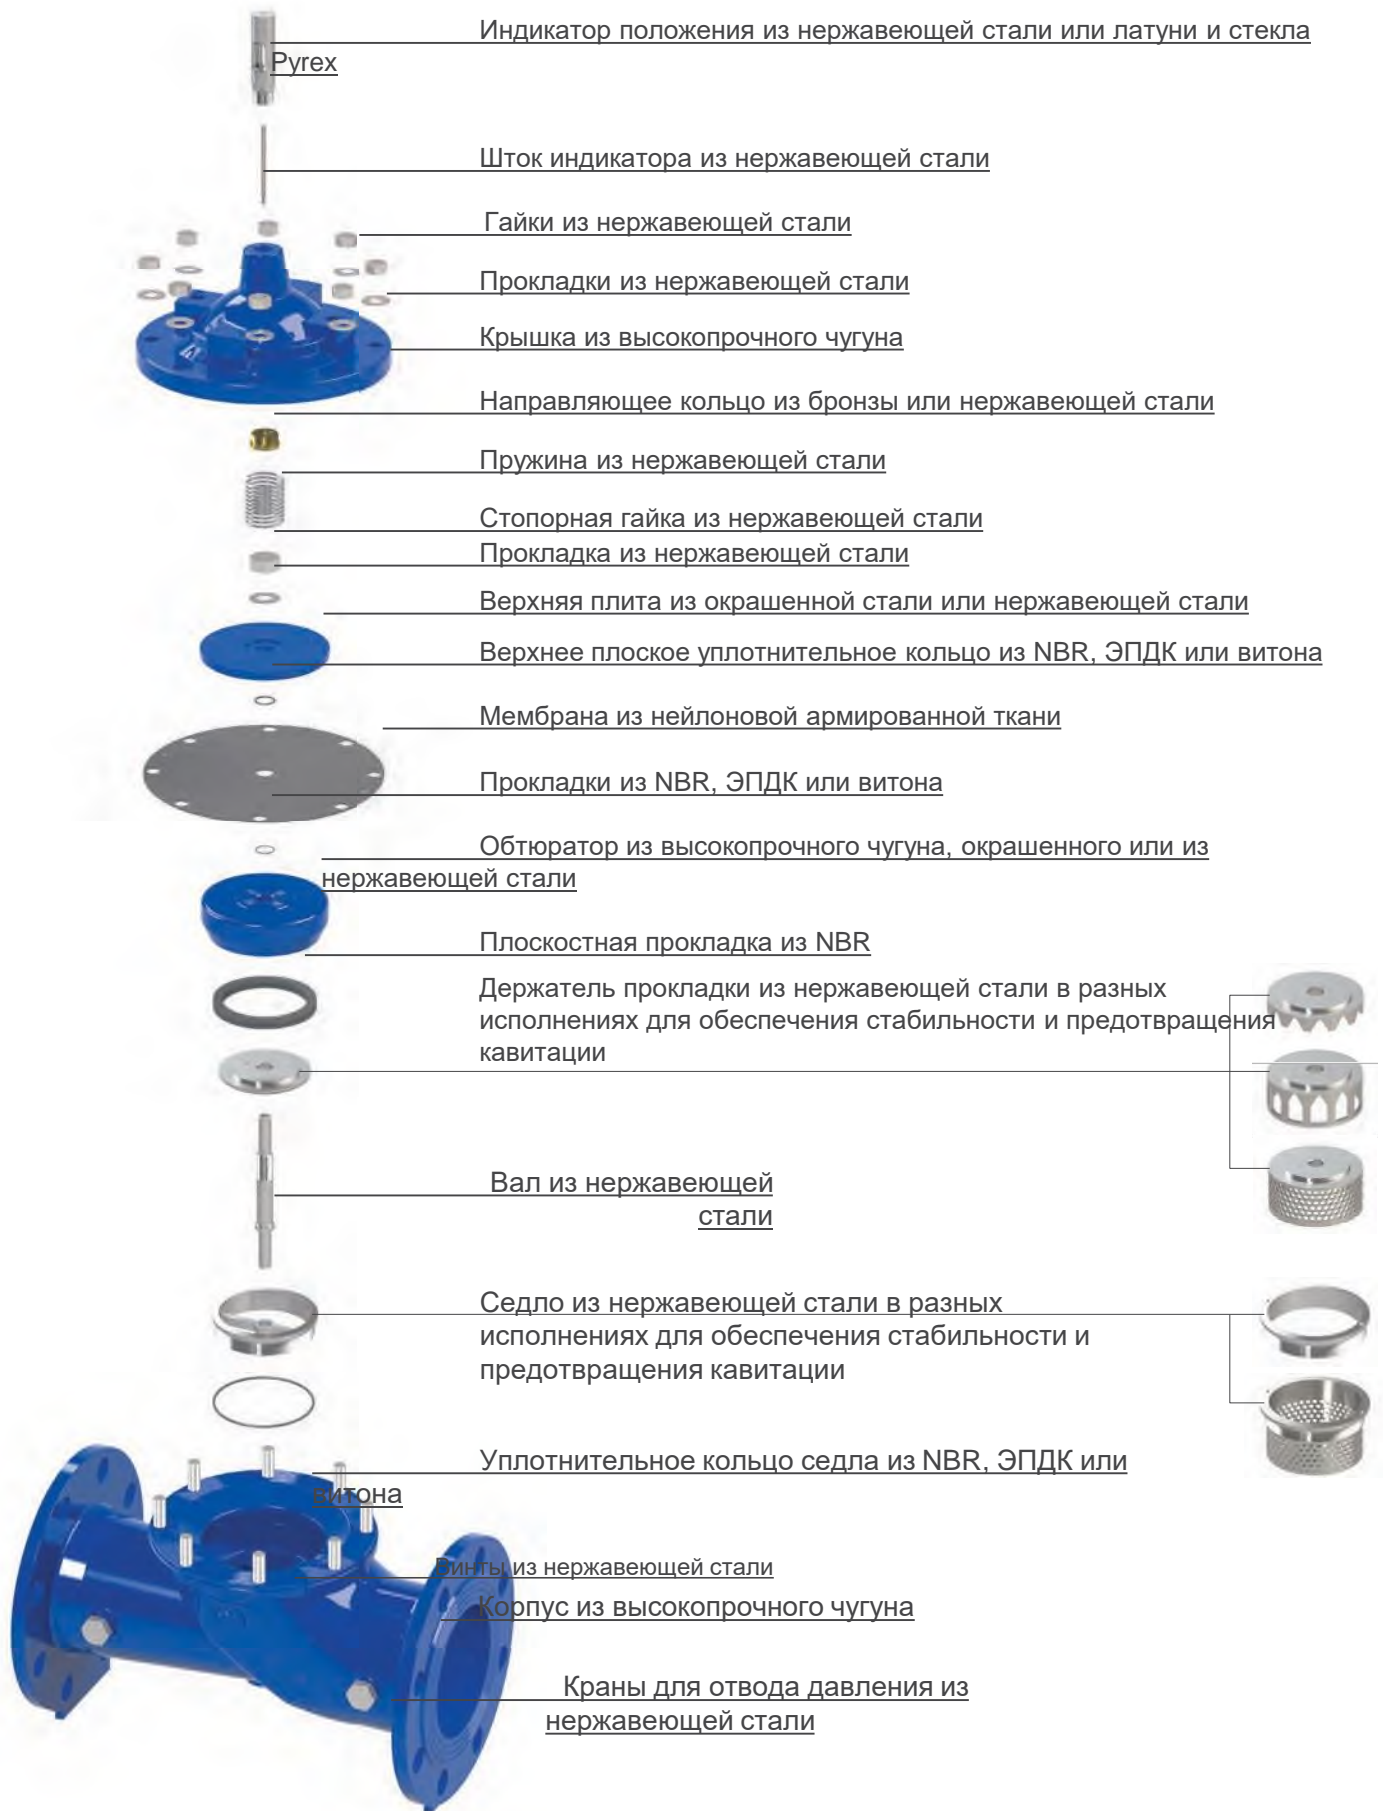 Индикатор положения из нержавеющей стали или латуни и стекла
Pyrex
Шток индикатора из нержавеющей стали
Гайки из нержавеющей стали
Прокладки из нержавеющей стали
Крышка из высокопрочного чугуна
Направляющее кольцо из бронзы или нержавеющей стали
Пружина из нержавеющей стали
Стопорная гайка из нержавеющей стали
Прокладка из нержавеющей стали
Верхняя плита из окрашенной стали или нержавеющей стали
Верхнее плоское уплотнительное кольцо из NBR, ЭПДК или витона
Мембрана из нейлоновой армированной ткани
Прокладки из NBR, ЭПДК или витона
Обтюратор из высокопрочного чугуна, окрашенного или из
нержавеющей стали
Плоскостная прокладка из NBR
Держатель прокладки из нержавеющей стали в разных
исполнениях для обеспечения стабильности и предотвращения
кавитации
Вал из нержавеющей
стали
Седло из нержавеющей стали в разных
исполнениях для обеспечения стабильности и
предотвращения кавитации
Уплотнительное кольцо седла из NBR, ЭПДК или
витона
Винты из нержавеющей стали
Корпус из высокопрочного чугуна
Краны для отвода давления из
нержавеющей стали